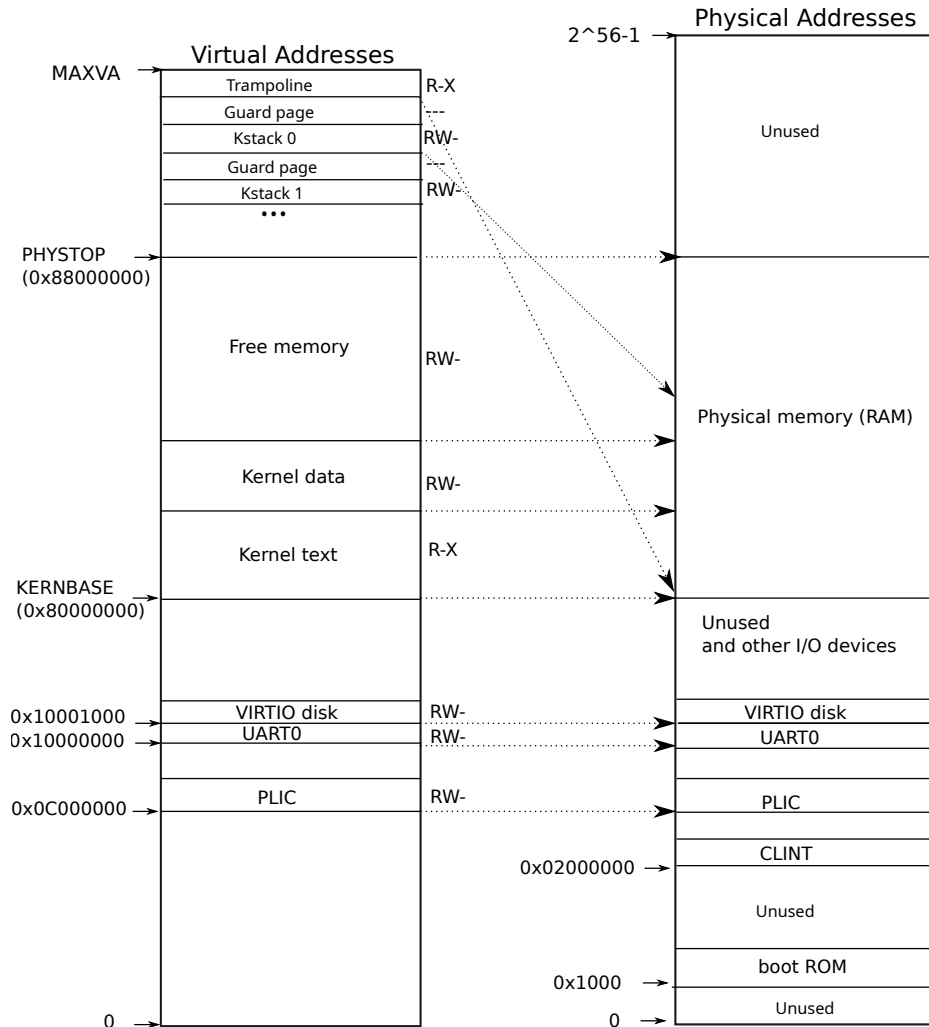 Physical Addresses
2^56-1
Virtual Addresses
MAXVA
Trampoline
R-X
Guard page
---
Unused
Kstack 0
RW-
Guard page
---
Kstack 1
RW-
•••
PHYSTOP
(0x88000000)
Free memory
RW-
Physical memory (RAM)
Kernel data
RW-
Kernel text
R-X
KERNBASE
(0x80000000)
Unused
and other I/O devices
0x10001000
VIRTIO disk
RW-
VIRTIO disk
0x10000000
UART0
RW-
UART0
0x0C000000
PLIC
RW-
PLIC
CLINT
0x02000000
Unused
boot ROM
0x1000
Unused
0
0